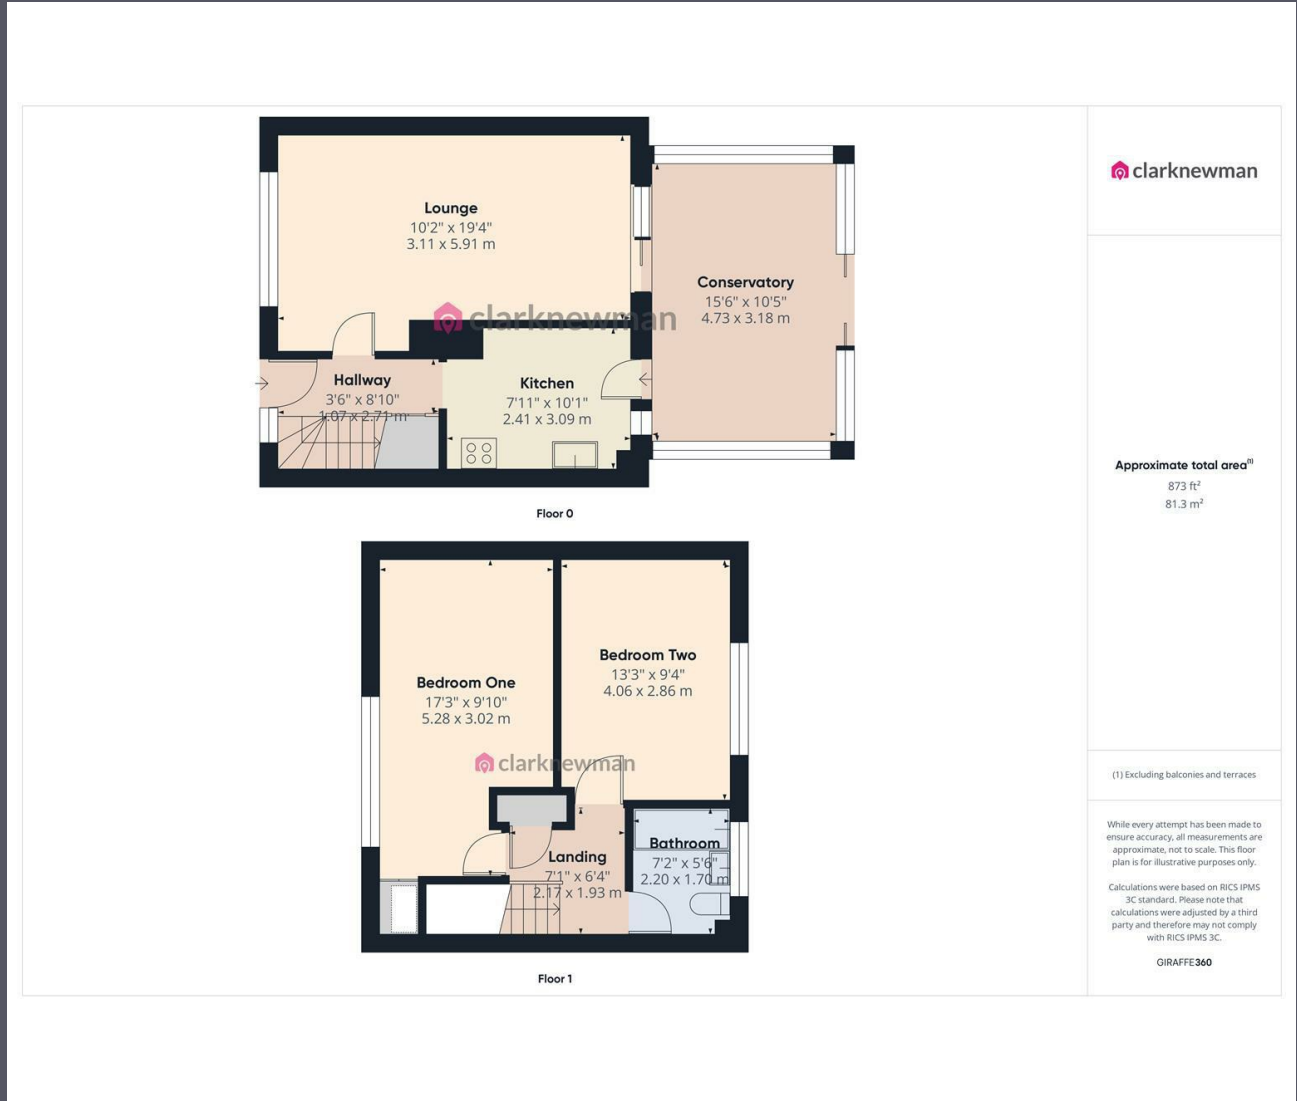 Lounge
10'2" x 19'4"
3.11 x 5.91 m
clarknewman
Conservatory
15'6" x 10'5"
4.73 x 3.18 m
Hallway
3'6" x 8'10"
1.07 x 2.71 m
Kitchen
7'11" x 10'1"
2.41 x 3.09 m
Floor 0
Bedroom One
17'3" x 9'10"
5.28 x 3.02 m
Bedroom Two
13'3" x 9'4"
4.06 x 2.86 m
clarknewman
Landing
7'1" x 6'4"
2.17 x 1.93 m
Bathroom
7'2" x 5'6"
2.20 x 1.70 m
Floor 1
clarknewman
Approximate total area(1)
873 ft²
81.3 m²
(1) Excluding balconies and terraces
While every attempt has been made to
ensure accuracy, all measurements are
approximate, not to scale. This floor
plan is for illustrative purposes only.
Calculations were based on RICS IPMS
3C standard. Please note that
calculations were adjusted by a third
party and therefore may not comply
with RICS IPMS 3C.
GIRAFFE360